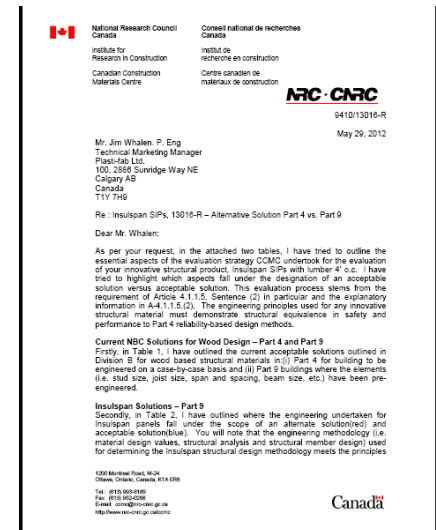 National Research Council
Canada
Conseil national de recherches
Canada
Institute for
Research in Construction
Institut de
recherche en construction
Canadian Construction
Materials Centre
Centre canadien de
matériaux de construction
NRC · CNRC
9410/13016-R
May 29, 2012
Mr. Jim Whalen. P. Eng
Technical Marketing Manager
Plasti-fab Ltd.
100, 2886 Sunridge Way NE
Calgary AB
Canada
T1Y 7H9
Re : Insulspan SIPs, 13016-R – Alternative Solution Part 4 vs. Part 9
Dear Mr. Whalen:
As per your request, in the attached two tables, I have tried to outline the
essential aspects of the evaluation strategy CCMC undertook for the evaluation
of your innovative structural product, Insulspan SIPs with lumber 4' o.c. I have
tried to highlight which aspects fall under the designation of an acceptable
solution versus acceptable solution. This evaluation process stems from the
requirement of Article 4.1.1.5, Sentence (2) in particular and the explanatory
information in A-4.1.1.5.(2). The engineering principles used for any innovative
structural material must demonstrate structural equivalence in safety and
performance to Part 4 reliability-based design methods.
Current NBC Solutions for Wood Design – Part 4 and Part 9
Firstly, in Table 1, I have outlined the current acceptable solutions outlined in
Division B for wood based structural materials in:(i) Part 4 for building to be
engineered on a case-by-case basis and (ii) Part 9 buildings where the elements
(i.e. stud size, joist size, span and spacing, beam size, etc.) have been pre-
engineered.
Insulspan Solutions – Part 9
Secondly, in Table 2, I have outlined where the engineering undertaken for
Insulspan panels fall under the scope of an alternate solution(red) and
acceptable solution(blue). You will note that the engineering methodology (i.e.
material design values, structural analysis and structural member design) used
for determining the Insulspan structural design methodology meets the principles
1200 Montreal Road, M-24
Ottawa, Ontario, Canada, K1A 0R6
Tel.: (613) 993-6189
Fax: (613) 952-0268
E-mail: ccmc@nrc-cnrc.gc.ca
http://www.nrc-cnrc.gc.ca/ccmc
Canada